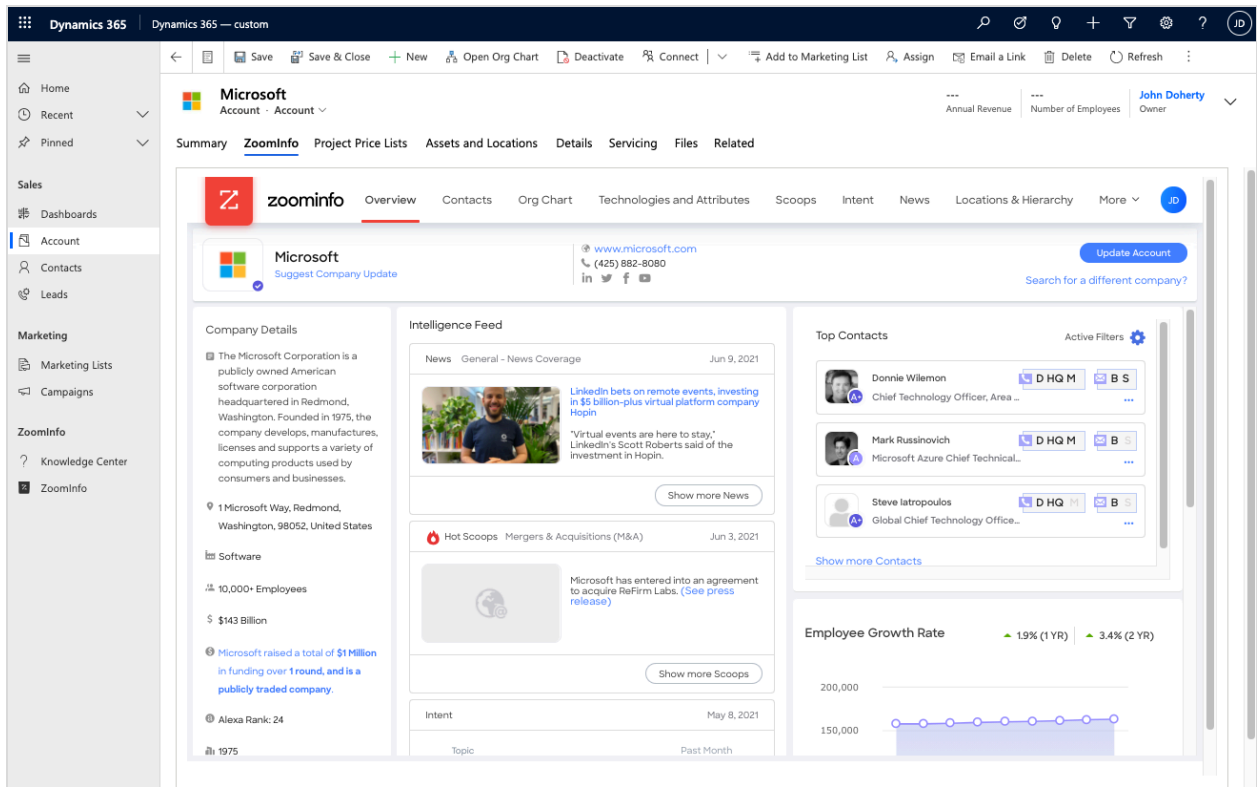 Dynamics 365 Dynamics 365 — custom JD
Save Save & Close New Open Org Chart Deactivate Connect Add to Marketing List Assign Email a Link Delete Refresh
Home
Recent
Pinned
Sales
Dashboards
Account
Contacts
Leads
Marketing
Marketing Lists
Campaigns
ZoomInfo
Knowledge Center
ZoomInfo
Microsoft
Account · Account
--- Annual Revenue
--- Number of Employees
John Doherty
Owner
Summary ZoomInfo Project Price Lists Assets and Locations Details Servicing Files Related
zoominfo Overview Contacts Org Chart Technologies and Attributes Scoops Intent News Locations & Hierarchy More JD
Microsoft
Suggest Company Update
www.microsoft.com
(425) 882-8080
Update Account
Search for a different company?
Company Details
The Microsoft Corporation is a
publicly owned American
software corporation
headquartered in Redmond,
Washington. Founded in 1975, the
company develops, manufactures,
licenses and supports a variety of
computing products used by
consumers and businesses.
1 Microsoft Way, Redmond,
Washington, 98052, United States
Software
10,000+ Employees
$ $143 Billion
Microsoft raised a total of $1 Million
in funding over 1 round, and is a
publicly traded company.
Alexa Rank: 24
1975
Intelligence Feed
News General - News Coverage Jun 9, 2021
LinkedIn bets on remote events, investing
in $5 billion-plus virtual platform company
Hopin
"Virtual events are here to stay,"
LinkedIn's Scott Roberts said of the
investment in Hopin.
Show more News
Hot Scoops Mergers & Acquisitions (M&A) Jun 3, 2021
Microsoft has entered into an agreement
to acquire ReFirm Labs. (See press
release)
Show more Scoops
Intent May 8, 2021
Topic Past Month
Top Contacts Active Filters
Donnie Wilemon D HQ M B S
A+ Chief Technology Officer, Area ...
Mark Russinovich D HQ M B S
A Microsoft Azure Chief Technical...
Steve Iatropoulos D HQ M B S
A+ Global Chief Technology Office...
Show more Contacts
Employee Growth Rate 1.9% (1 YR) 3.4% (2 YR)
200,000
150,000